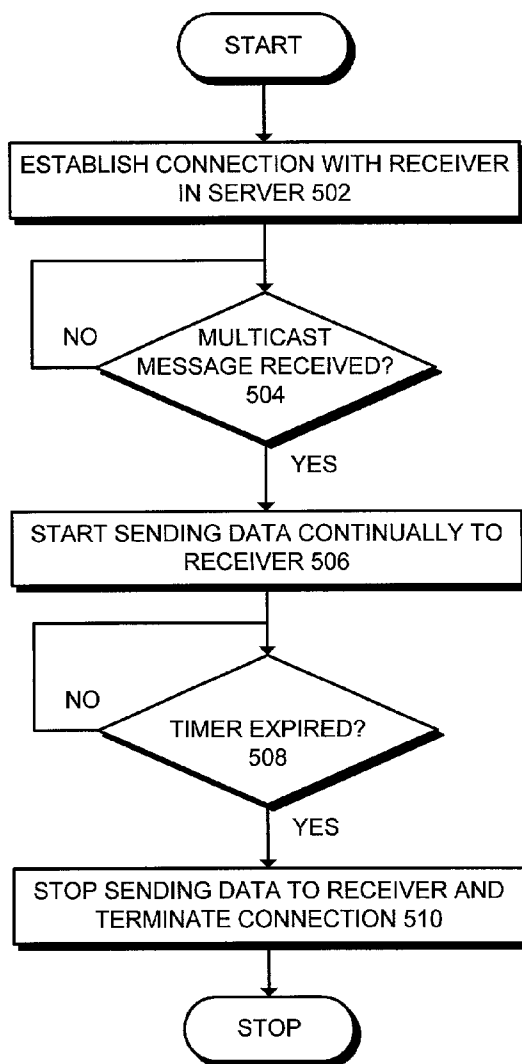 START
ESTABLISH CONNECTION WITH RECEIVER
IN SERVER 502
NO
MULTICAST
MESSAGE RECEIVED?
504
YES
START SENDING DATA CONTINUALLY TO
RECEIVER 506
NO
TIMER EXPIRED?
508
YES
STOP SENDING DATA TO RECEIVER AND
TERMINATE CONNECTION 510
STOP